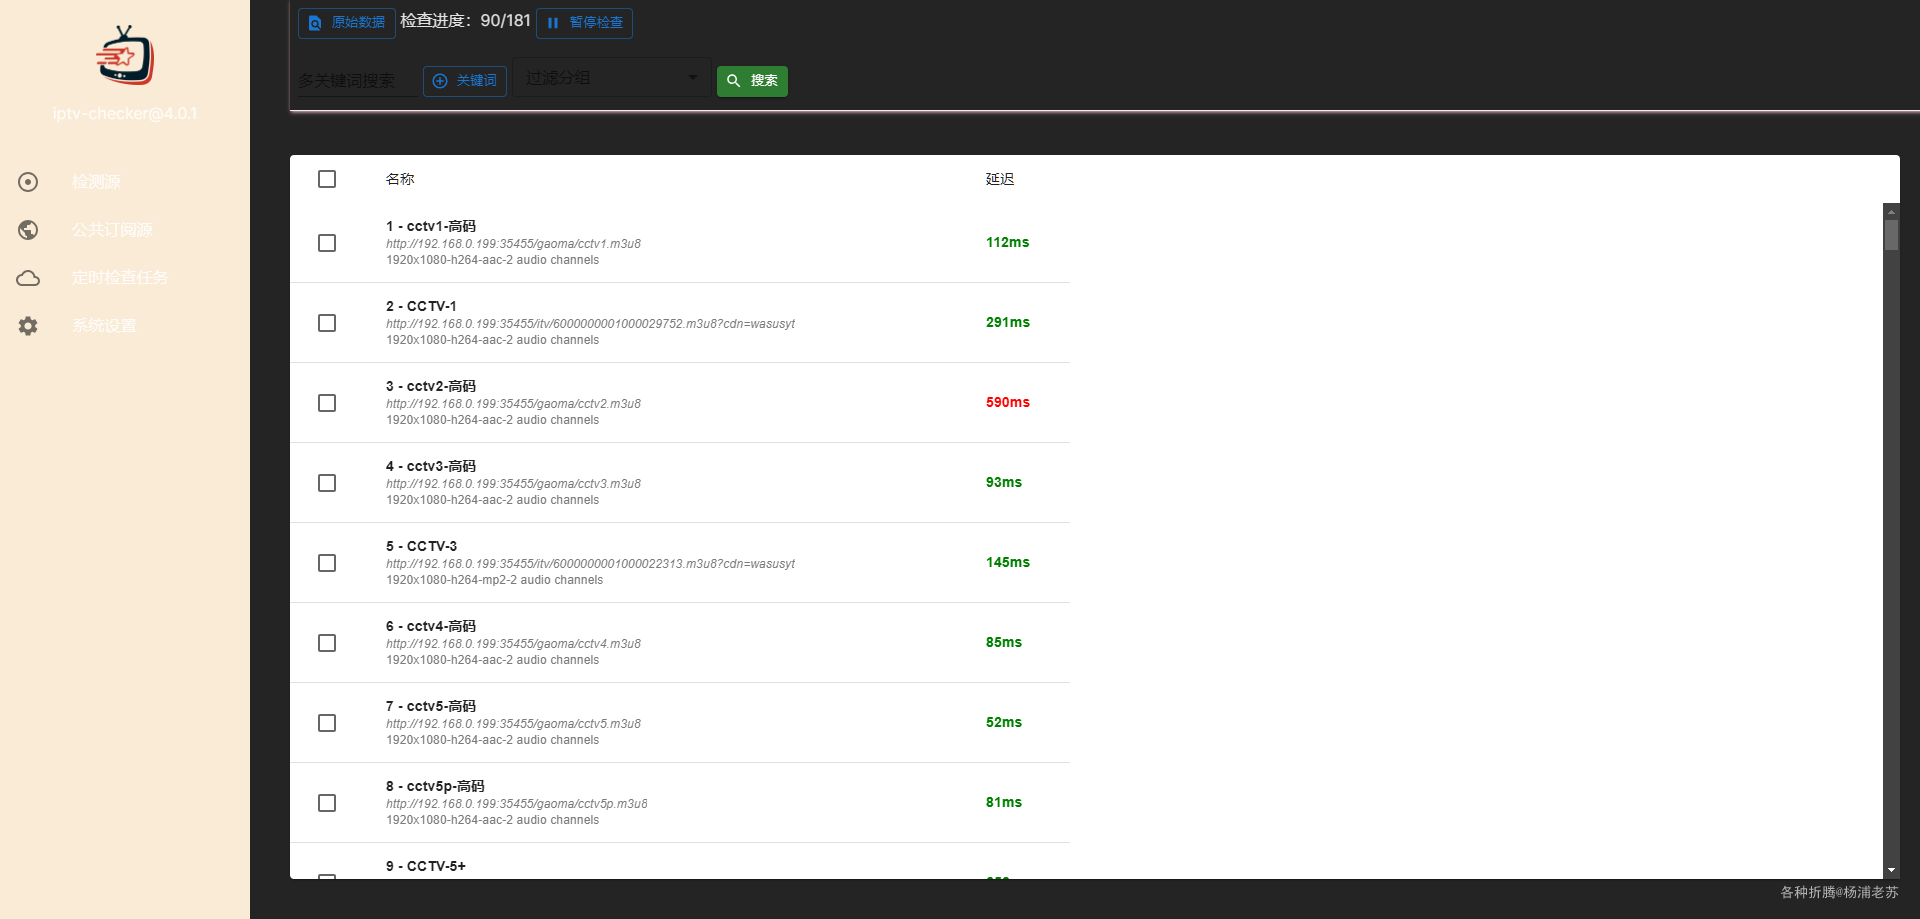 iptv-checker@4.0.1
检测源
公共订阅源
定时检查任务
系统设置
原始数据 检查进度：90/181 暂停检查
多关键词搜索 关键词 过滤分组 搜索
名称 延迟
1 - cctv1-高码
http://192.168.0.199:35455/gaoma/cctv1.m3u8
1920x1080-h264-aac-2 audio channels
112ms
2 - CCTV-1
http://192.168.0.199:35455/itv/6000000001000029752.m3u8?cdn=wasusyt
1920x1080-h264-aac-2 audio channels
291ms
3 - cctv2-高码
http://192.168.0.199:35455/gaoma/cctv2.m3u8
1920x1080-h264-aac-2 audio channels
590ms
4 - cctv3-高码
http://192.168.0.199:35455/gaoma/cctv3.m3u8
1920x1080-h264-aac-2 audio channels
93ms
5 - CCTV-3
http://192.168.0.199:35455/itv/6000000001000022313.m3u8?cdn=wasusyt
1920x1080-h264-mp2-2 audio channels
145ms
6 - cctv4-高码
http://192.168.0.199:35455/gaoma/cctv4.m3u8
1920x1080-h264-aac-2 audio channels
85ms
7 - cctv5-高码
http://192.168.0.199:35455/gaoma/cctv5.m3u8
1920x1080-h264-aac-2 audio channels
52ms
8 - cctv5p-高码
http://192.168.0.199:35455/gaoma/cctv5p.m3u8
1920x1080-h264-aac-2 audio channels
81ms
9 - CCTV-5+
各种折腾@杨浦老苏